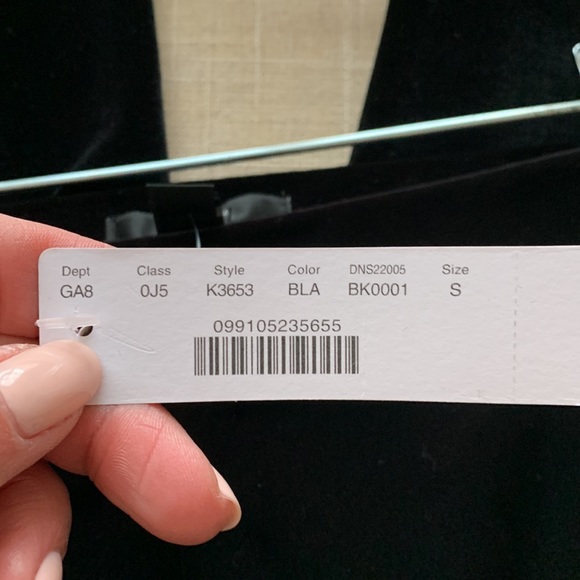 Dept Class Style Color DNS22005 Size
GA8 0J5 K3653 BLA BK0001 S
099105235655